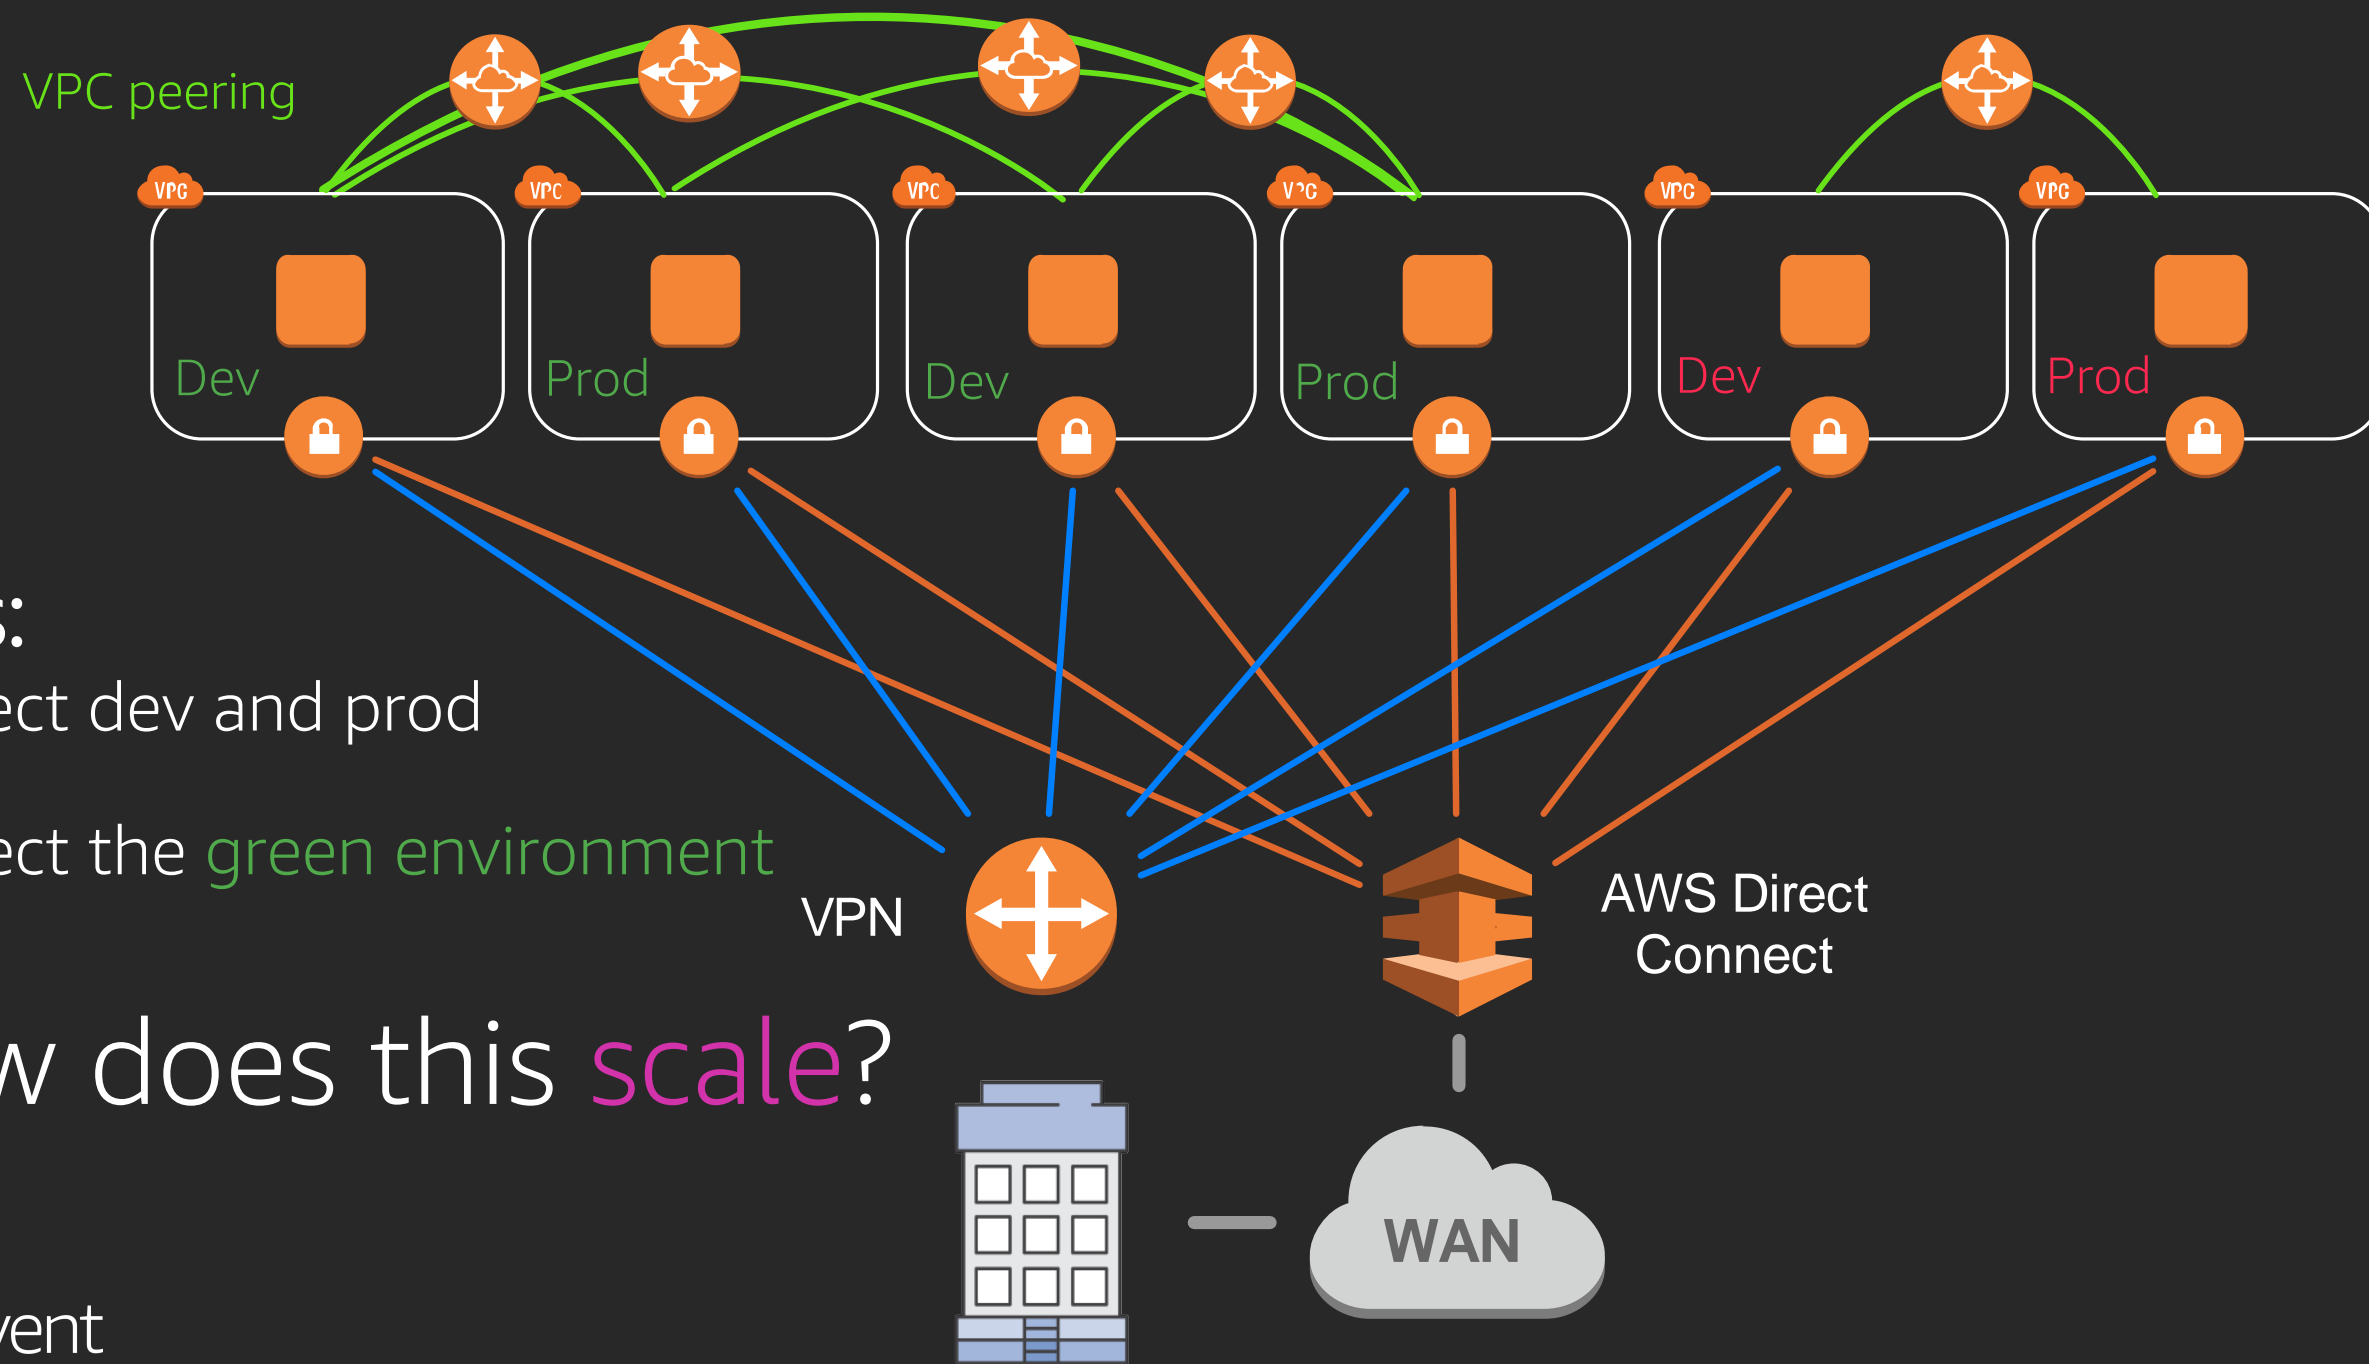 VPC peering
VPC
VPC
VPC
VPC
VPC
VPC
Dev
Prod
Dev
Prod
Dev
Prod
s:
ect dev and prod
ect the green environment
VPN
AWS Direct
Connect
w does this scale?
WAN
vent